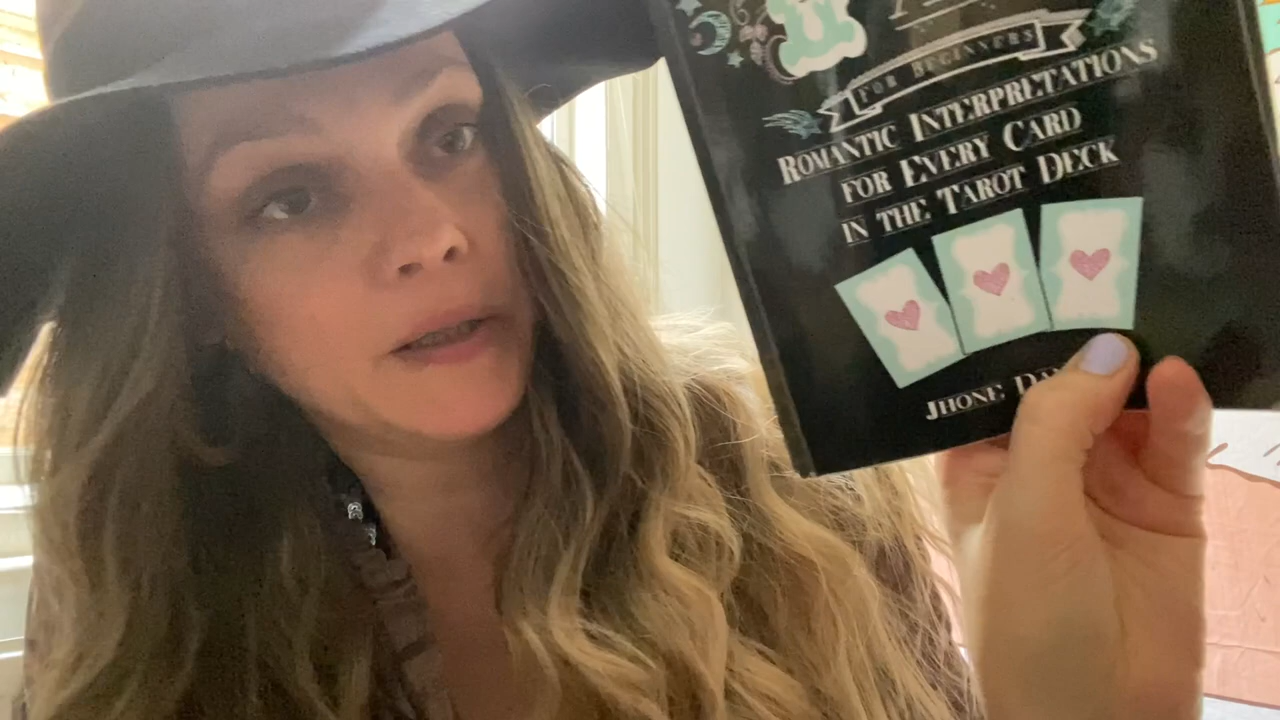 FOR BEGINNERS
ROMANTIC INTERPRETATIONS
FOR EVERY CARD
IN THE TAROT DECK
JHONE